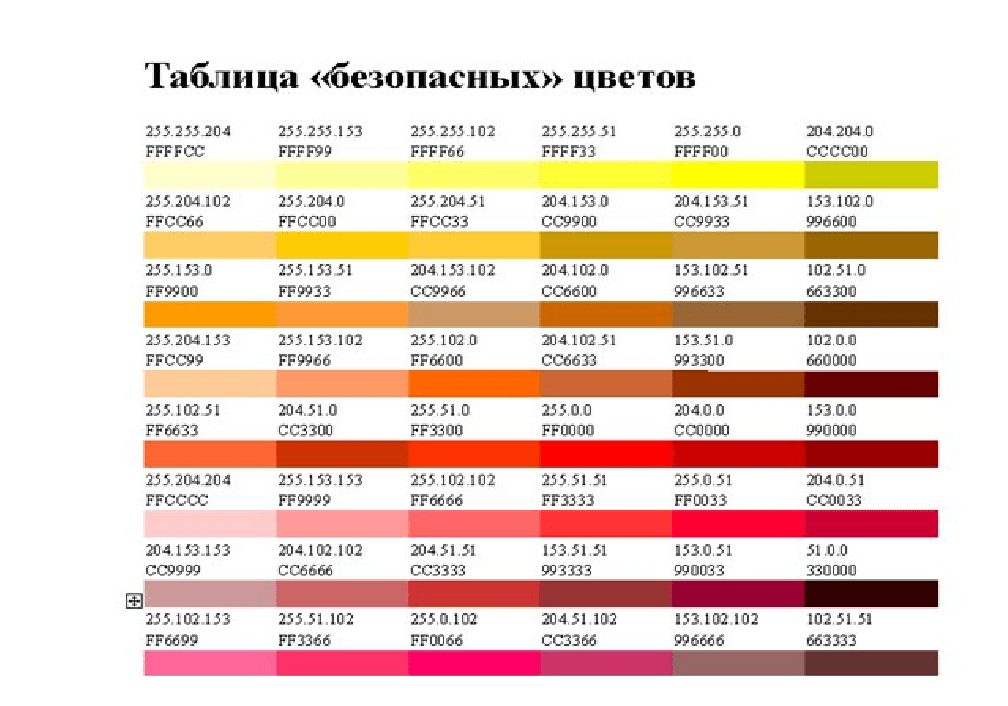 Таблица «безопасных» цветов
255.255.204 255.255.153 255.255.102 255.255.51 255.255.0 204.204.0
FFFFCC FFFF99 FFFF66 FFFF33 FFFF00 CCCC00
255.204.102 255.204.0 255.204.51 204.153.0 204.153.51 153.102.0
FFCC66 FFCC00 FFCC33 CC9900 CC9933 996600
255.153.0 255.153.51 204.153.102 204.102.0 153.102.51 102.51.0
FF9900 FF9933 CC9966 CC6600 996633 663300
255.204.153 255.153.102 255.102.0 204.102.51 153.51.0 102.0.0
FFCC99 FF9966 FF6600 CC6633 993300 660000
255.102.51 204.51.0 255.51.0 255.0.0 204.0.0 153.0.0
FF6633 CC3300 FF3300 FF0000 CC0000 990000
255.204.204 255.153.153 255.102.102 255.51.51 255.0.51 204.0.51
FFCCCC FF9999 FF6666 FF3333 FF0033 CC0033
204.153.153 204.102.102 204.51.51 153.51.51 153.0.51 51.0.0
CC9999 CC6666 CC3333 993333 990033 330000
255.102.153 255.51.102 255.0.102 204.51.102 153.102.102 102.51.51
FF6699 FF3366 FF0066 CC3366 996666 663333